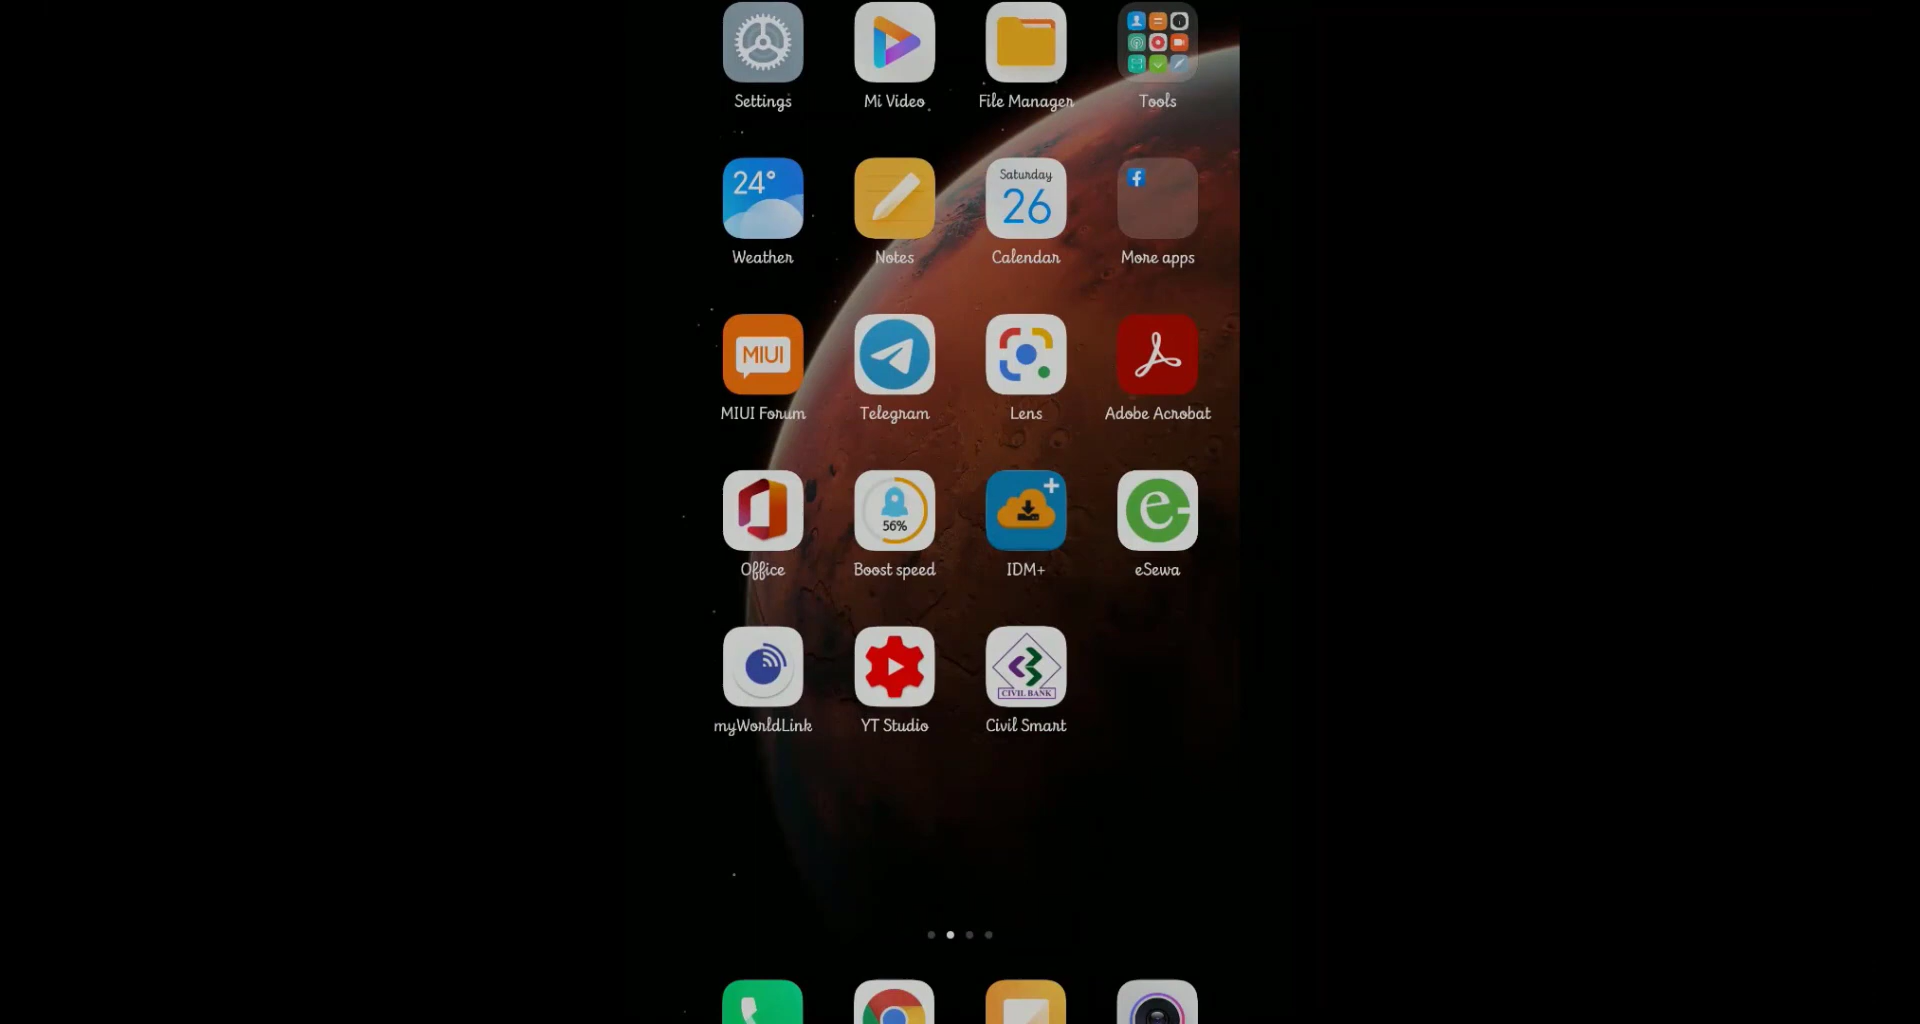 Settings
Mi Video
File Manager
Tools
24°
Saturday
26
Weather
Notes
Calendar
More apps
MIUI
MIUI Forum
Telegram
Lens
Adobe Acrobat
56%
CIVIL BANK
Office
Boost speed
IDM+
eSewa
myWorldLink
YT Studio
Civil Smart